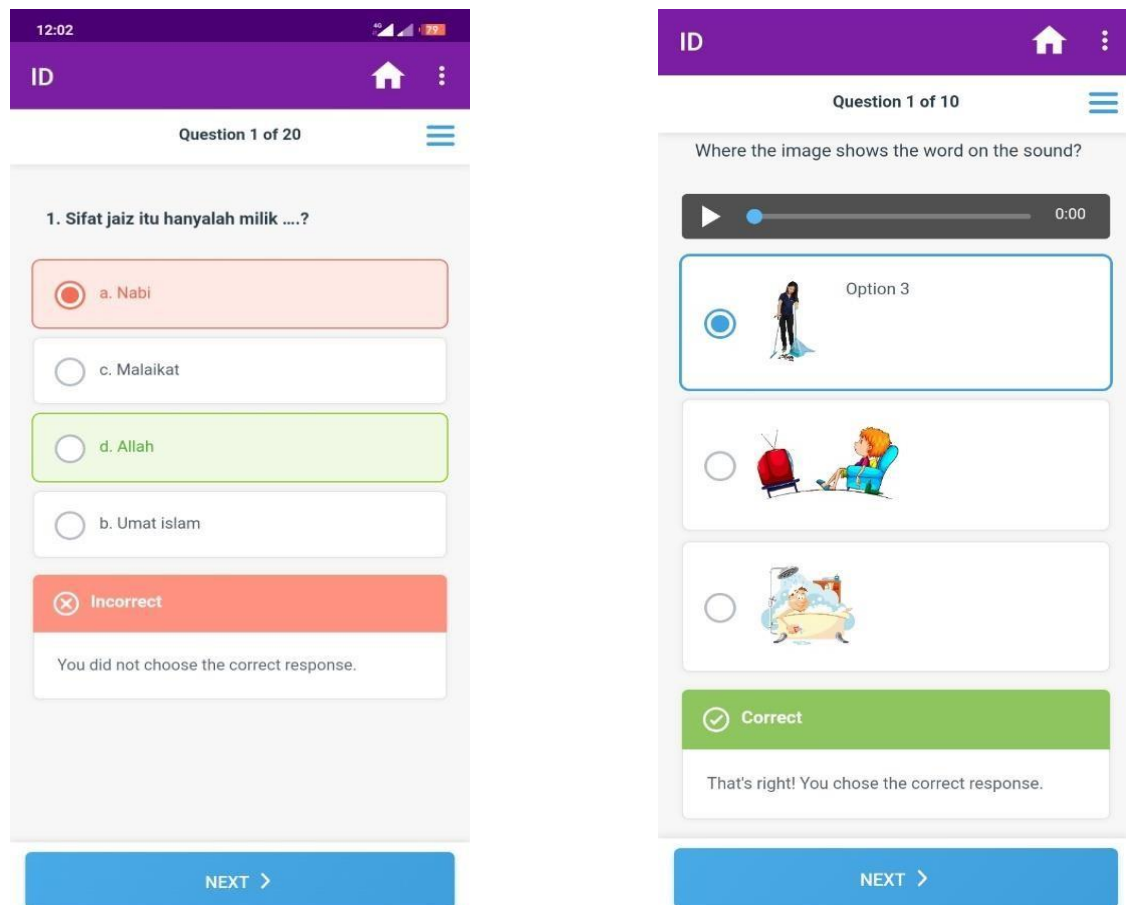 12:02
4G
79
ID
Question 1 of 20
1. Sifat jaiz itu hanyalah milik ....?
a. Nabi
c. Malaikat
d. Allah
b. Umat islam
Incorrect
You did not choose the correct response.
NEXT
ID
Question 1 of 10
Where the image shows the word on the sound?
0:00
Option 3
Correct
That's right! You chose the correct response.
NEXT